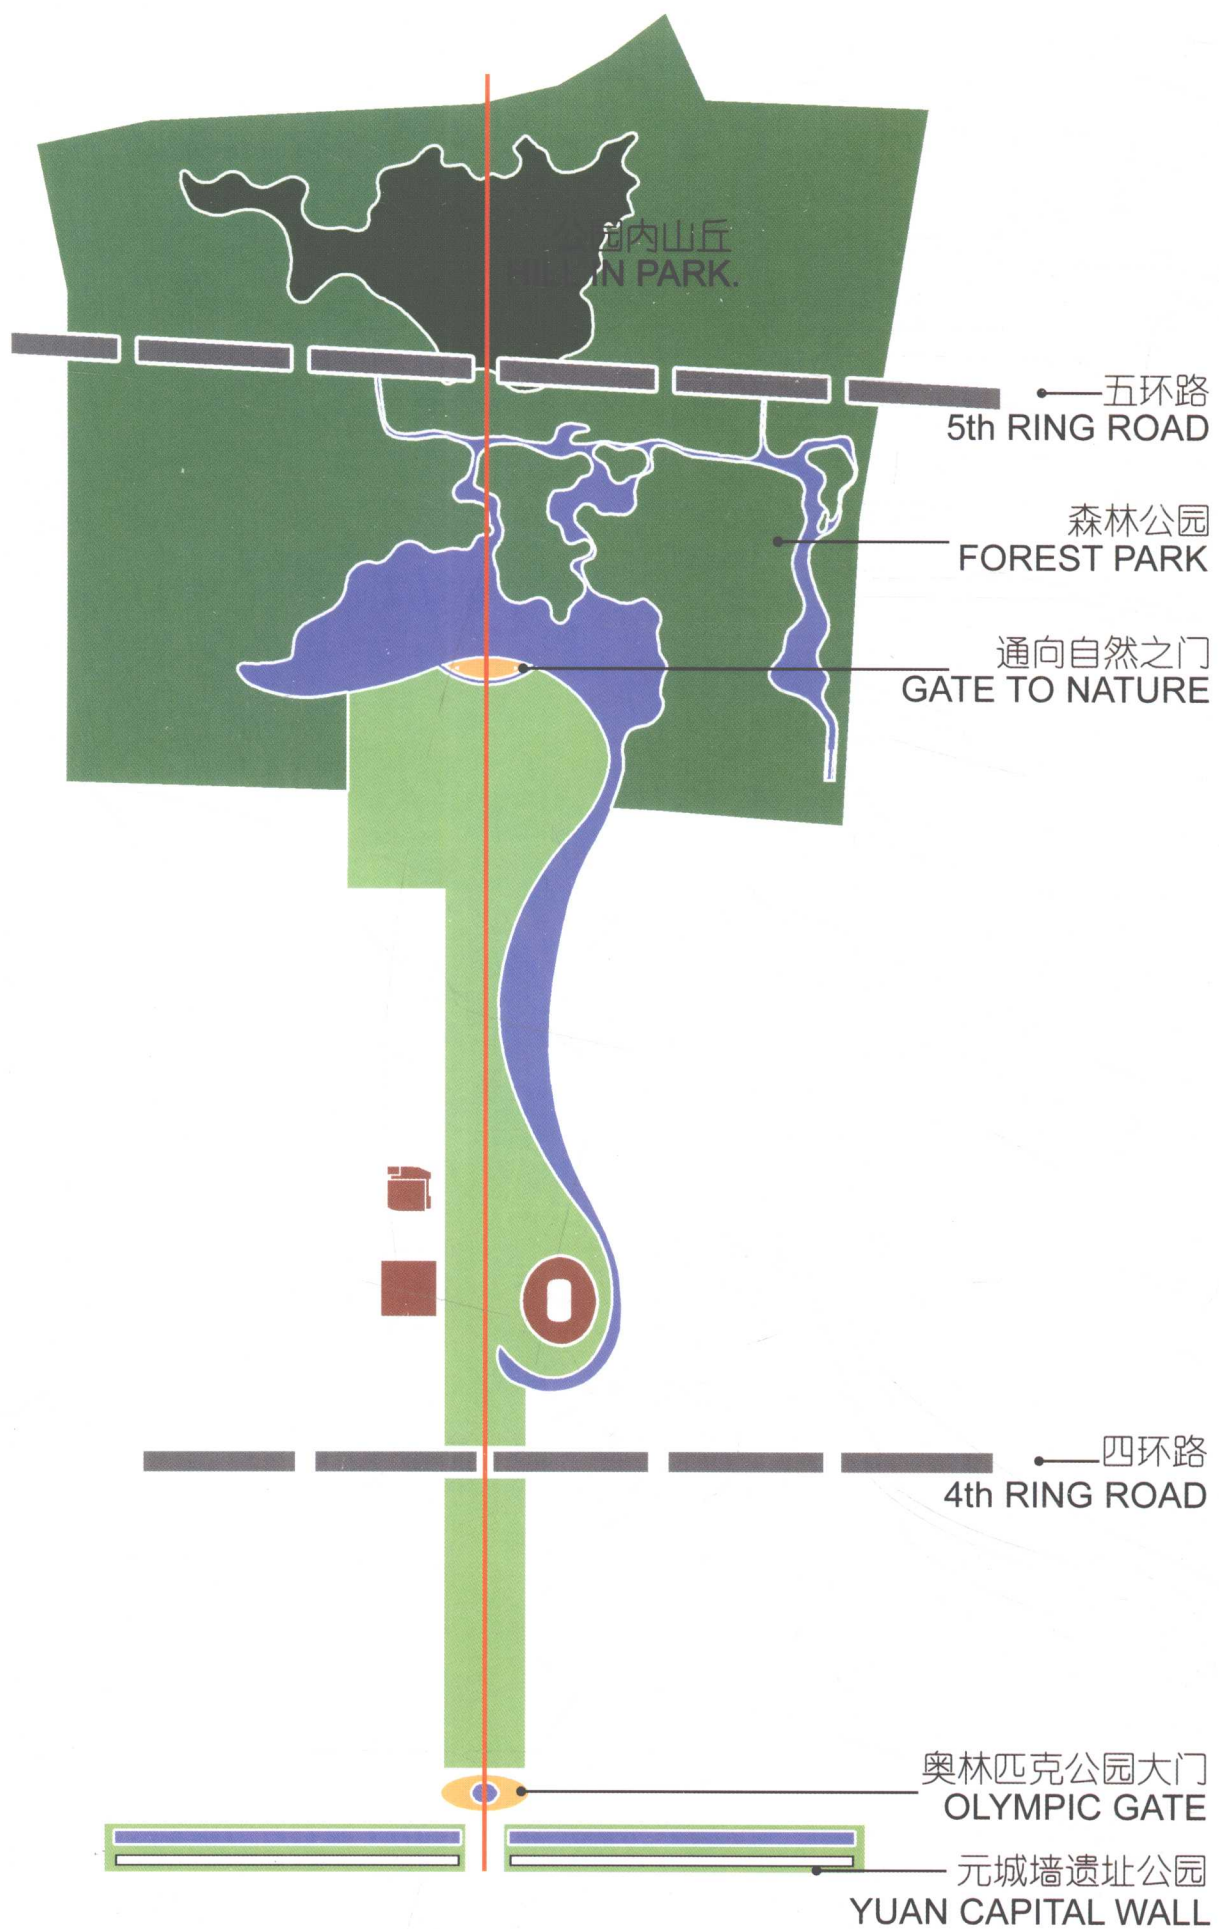 公园内山丘
HILL IN PARK.
五环路
5th RING ROAD
森林公园
FOREST PARK
通向自然之门
GATE TO NATURE
四环路
4th RING ROAD
奥林匹克公园大门
OLYMPIC GATE
元城墙遗址公园
YUAN CAPITAL WALL